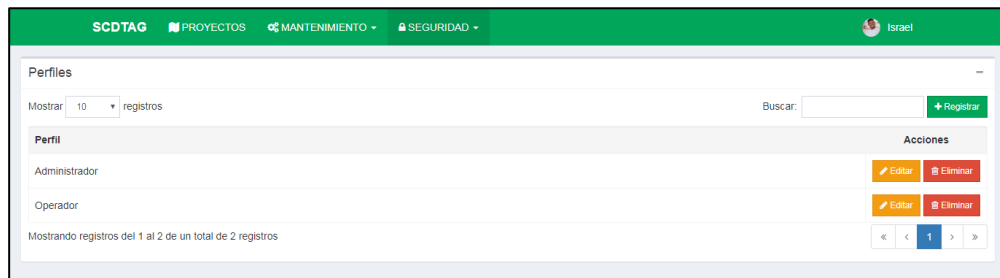 SCDTAG PROYECTOS MANTENIMIENTO SEGURIDAD Israel
Perfiles
Mostrar 10 registros Buscar: Registrar
Perfil Acciones
Administrador Editar Eliminar
Operador Editar Eliminar
Mostrando registros del 1 al 2 de un total de 2 registros « < 1 > »